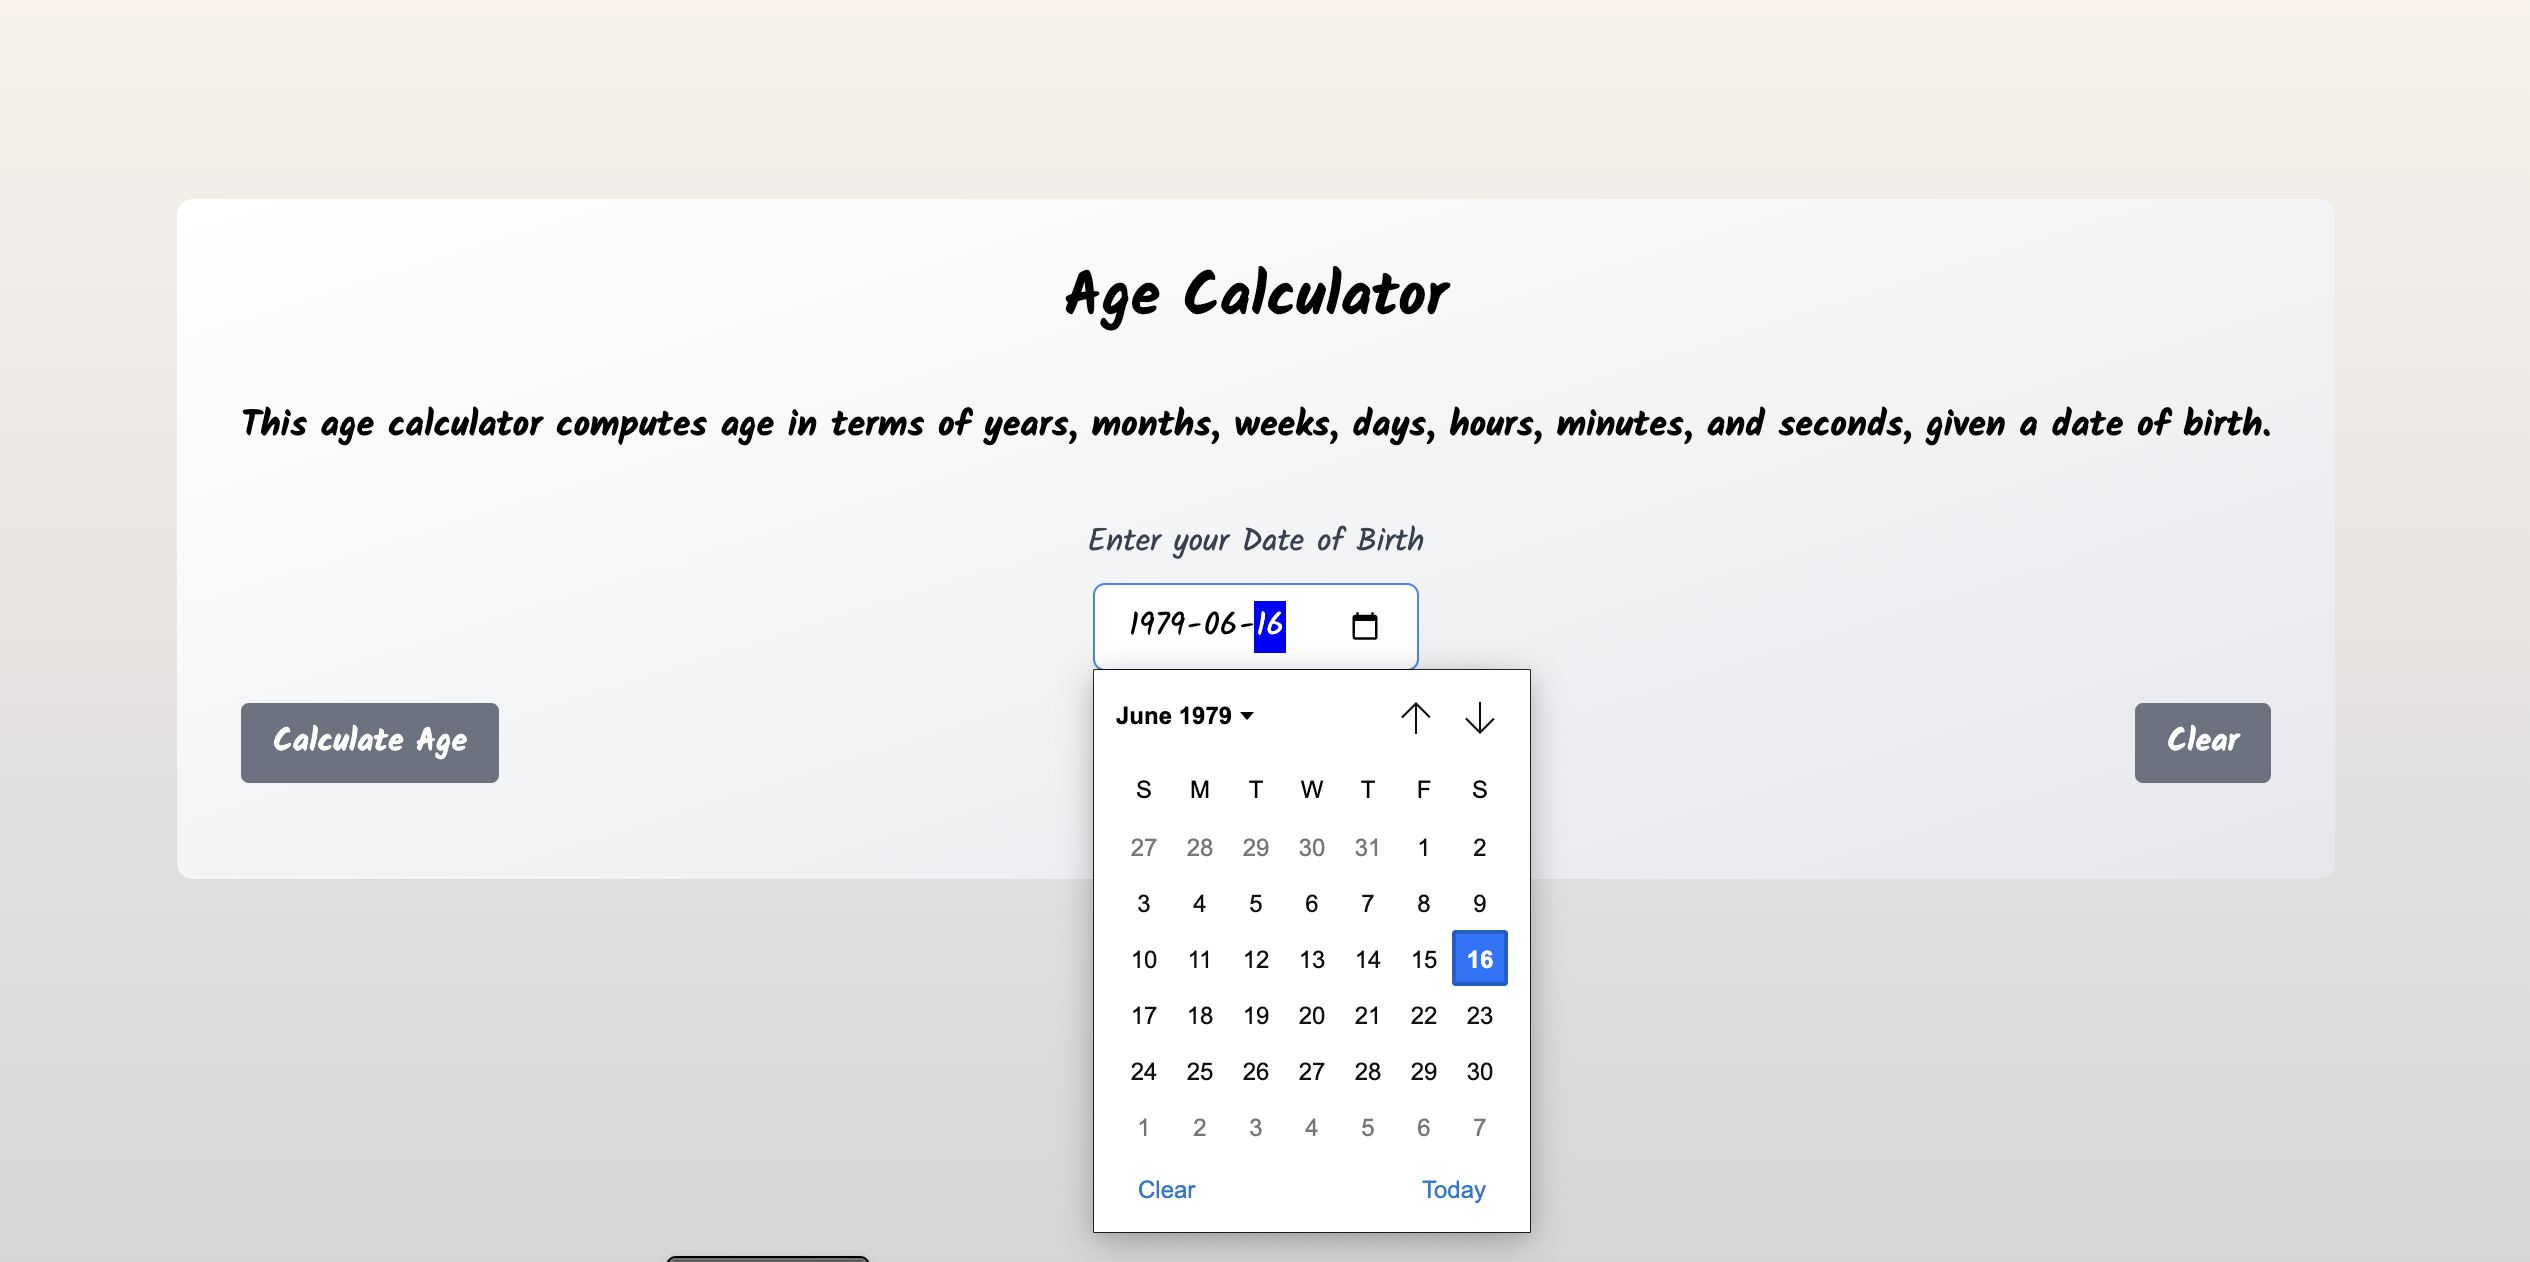 Age Calculator
This age calculator computes age in terms of years, months, weeks, days, hours, minutes, and seconds, given a date of birth.
Enter your Date of Birth
1979-06-16
Calculate Age
Clear
June 1979
S M T W T F S
27 28 29 30 31 1 2
3 4 5 6 7 8 9
10 11 12 13 14 15 16
17 18 19 20 21 22 23
24 25 26 27 28 29 30
1 2 3 4 5 6 7
Clear Today